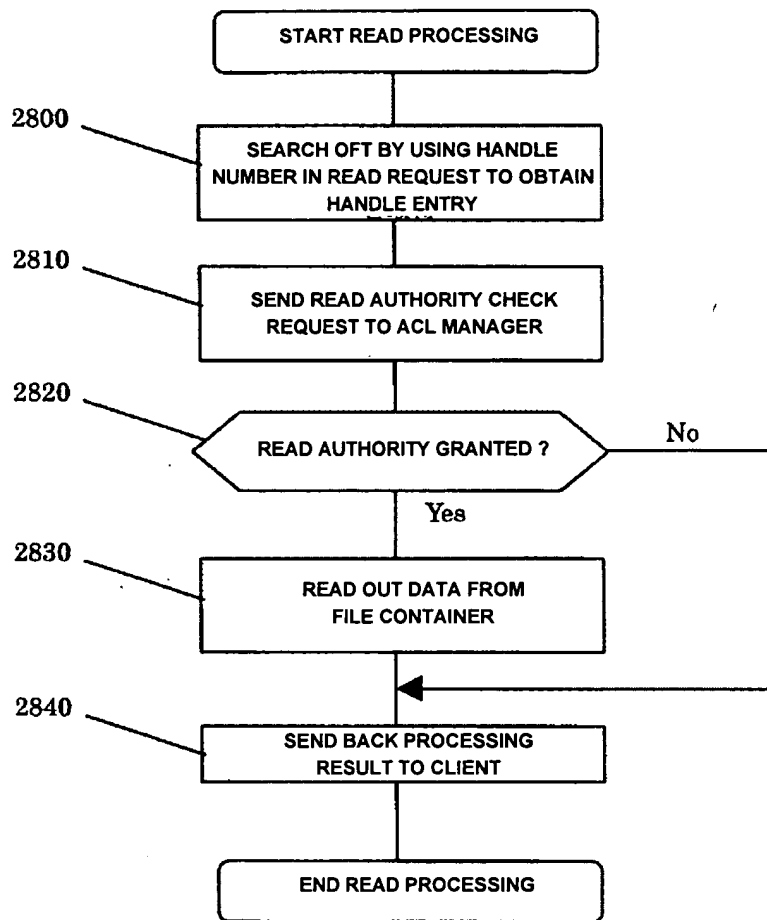 START READ PROCESSING
2800
SEARCH OFT BY USING HANDLE
NUMBER IN READ REQUEST TO OBTAIN
HANDLE ENTRY
2810
SEND READ AUTHORITY CHECK
REQUEST TO ACL MANAGER
2820
READ AUTHORITY GRANTED ?
No
Yes
2830
READ OUT DATA FROM
FILE CONTAINER
2840
SEND BACK PROCESSING
RESULT TO CLIENT
END READ PROCESSING